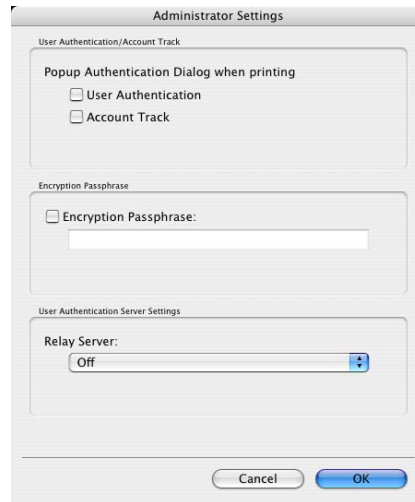 Administrator Settings
User Authentication/Account Track
Popup Authentication Dialog when printing
User Authentication
Account Track
Encryption Passphrase
Encryption Passphrase:
User Authentication Server Settings
Relay Server:
Off
Cancel OK